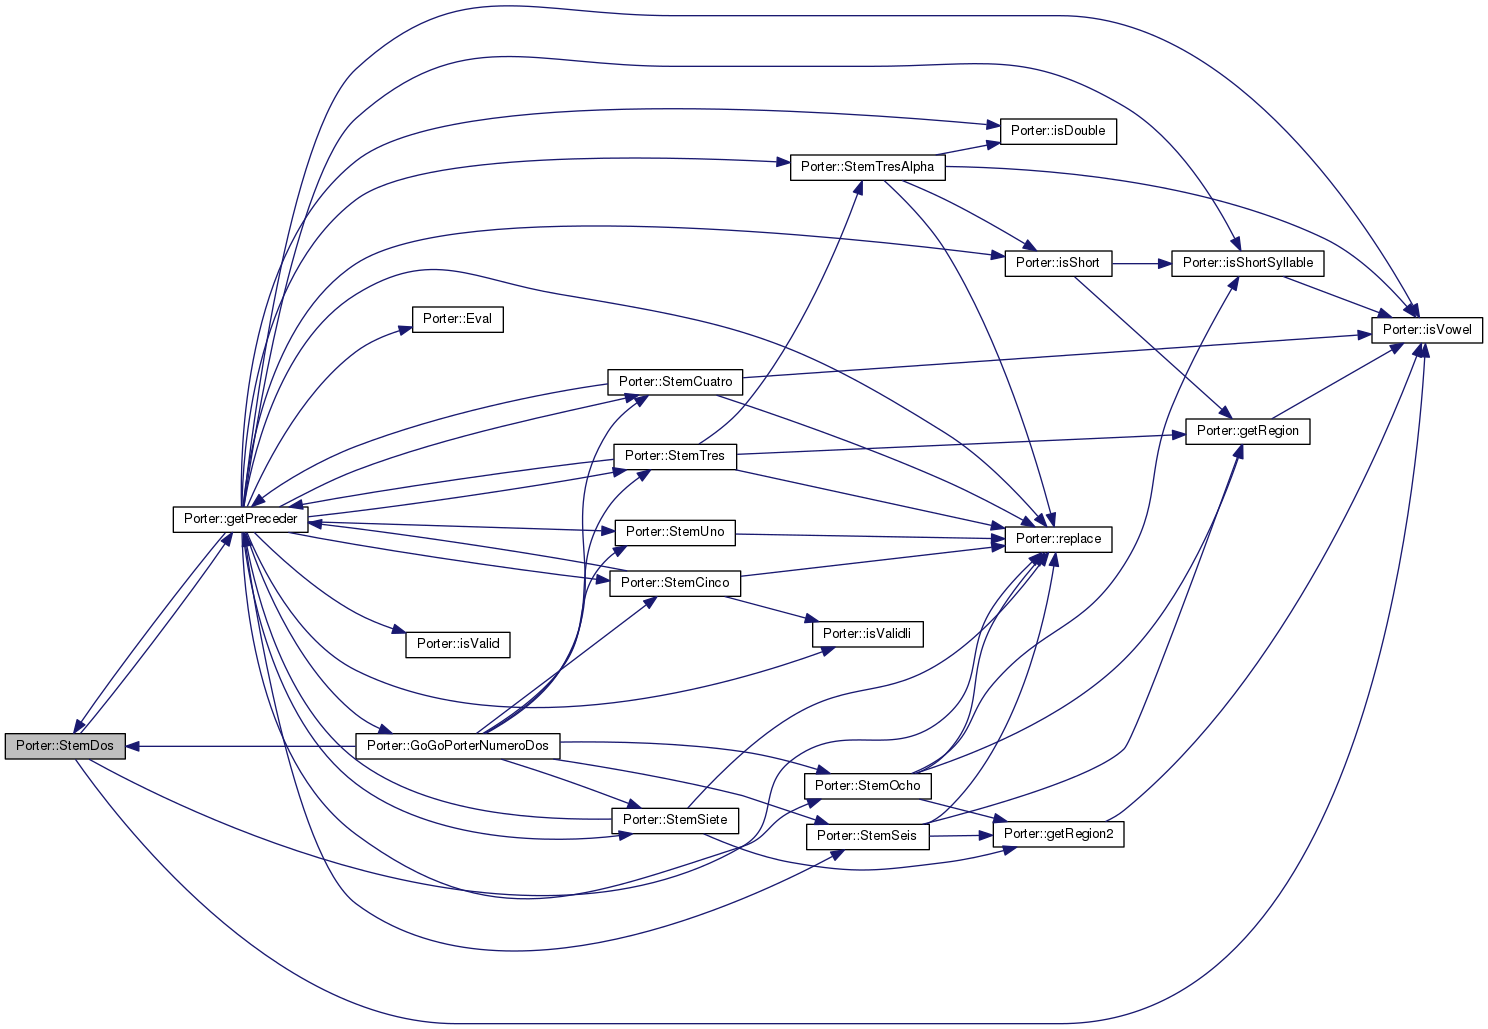 Porter::isDouble
Porter::StemTresAlpha
Porter::isShort
Porter::isShortSyllable
Porter::Eval
Porter::isVowel
Porter::StemCuatro
Porter::getRegion
Porter::StemTres
Porter::getPreceder
Porter::StemUno
Porter::replace
Porter::StemCinco
Porter::isValidli
Porter::isValid
Porter::StemDos
Porter::GoGoPorterNumeroDos
Porter::StemOcho
Porter::StemSiete
Porter::StemSeis
Porter::getRegion2